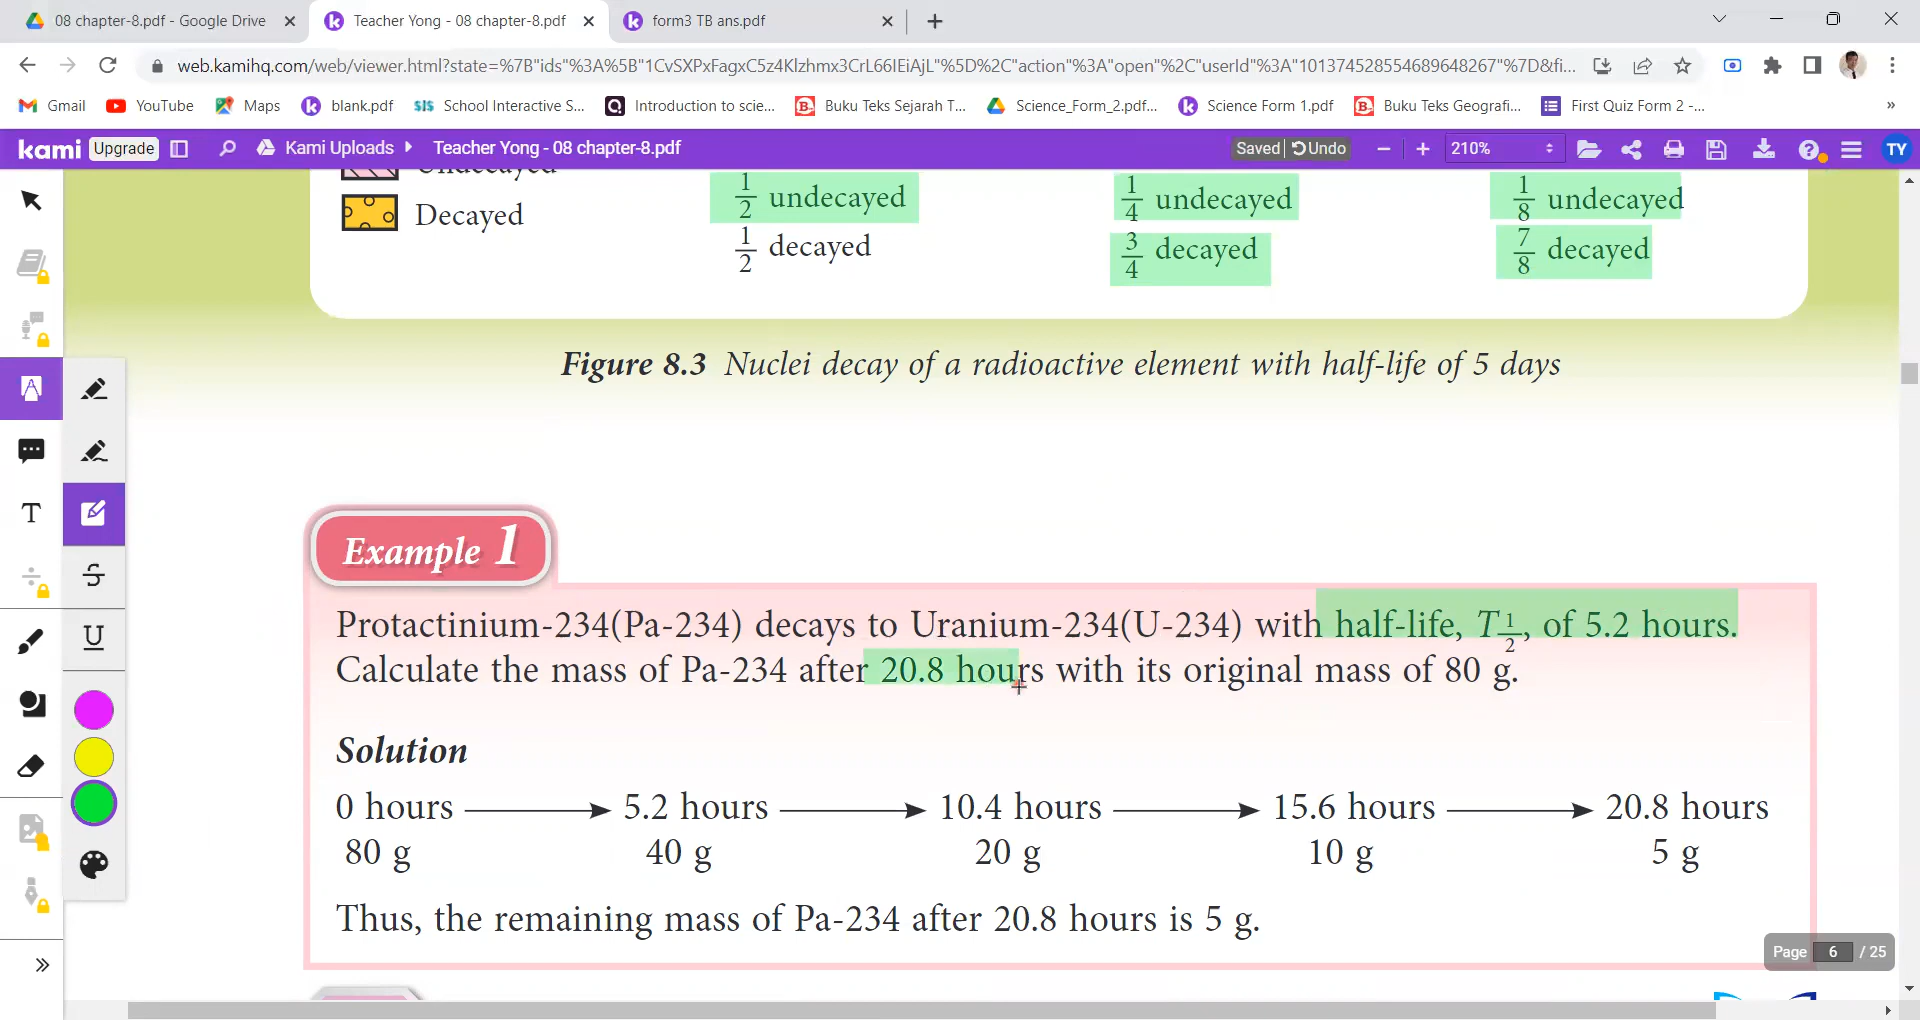 08 chapter-8.pdf - Google Drive
Teacher Yong - 08 chapter-8.pdf
form3 TB ans.pdf
web.kamihq.com/web/viewer.html?state=%7B"ids"%3A%5B"1CvSXPxFagxC5z4Klzhmx3CrL66IEiAjL"%5D%2C"action"%3A"open"%2C"userId"%3A"101374528554689648267"%7D&fi...
Gmail YouTube Maps blank.pdf School Interactive S... Introduction to scie... Buku Teks Sejarah T... Science_Form_2.pdf... Science Form 1.pdf Buku Teks Geografi... First Quiz Form 2 -... »
kami Upgrade Kami Uploads Teacher Yong - 08 chapter-8.pdf Saved Undo 210% TY
Decayed
1/2 undecayed 1/4 undecayed 1/8 undecayed
1/2 decayed 3/4 decayed 7/8 decayed
Figure 8.3 Nuclei decay of a radioactive element with half-life of 5 days
Example 1
Protactinium-234(Pa-234) decays to Uranium-234(U-234) with half-life, T1/2, of 5.2 hours.
Calculate the mass of Pa-234 after 20.8 hours with its original mass of 80 g.
Solution
0 hours 5.2 hours 10.4 hours 15.6 hours 20.8 hours
80 g 40 g 20 g 10 g 5 g
Thus, the remaining mass of Pa-234 after 20.8 hours is 5 g.
Page 6 / 25